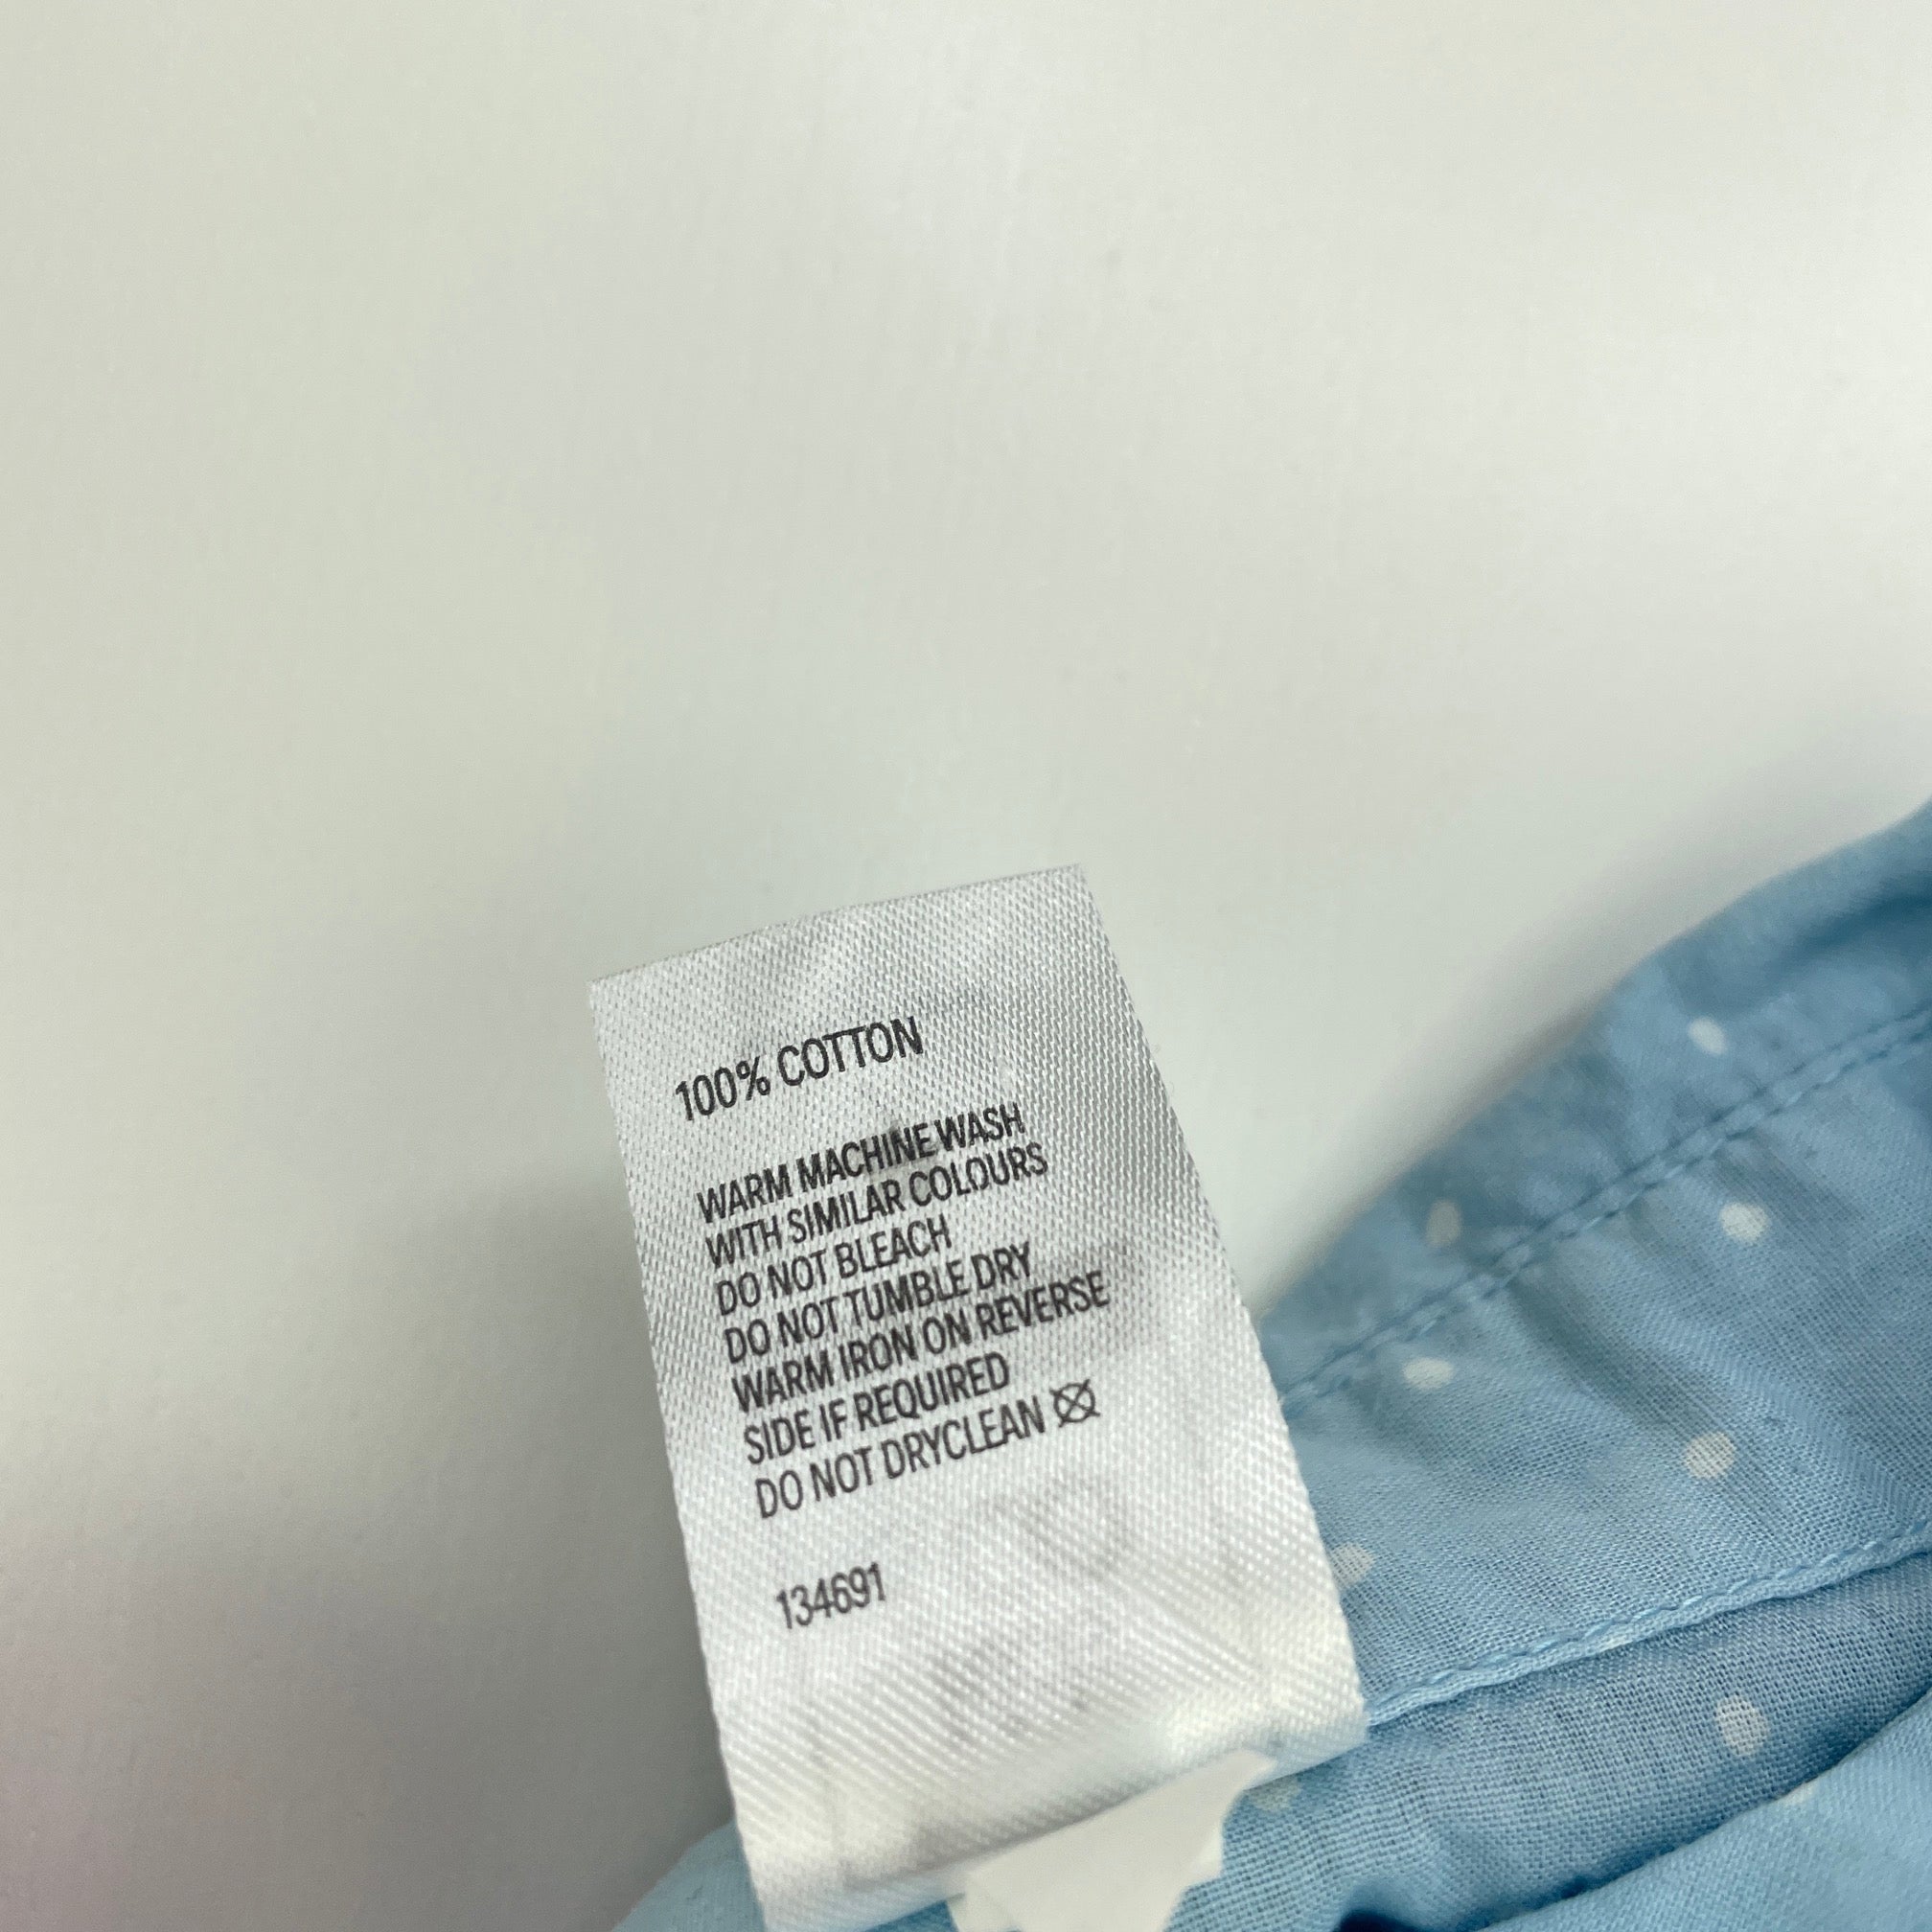 100% COTTON
WARM MACHINE WASH
WITH SIMILAR COLOURS
DO NOT BLEACH
DO NOT TUMBLE DRY
WARM IRON ON REVERSE
SIDE IF REQUIRED
DO NOT DRYCLEAN
134691